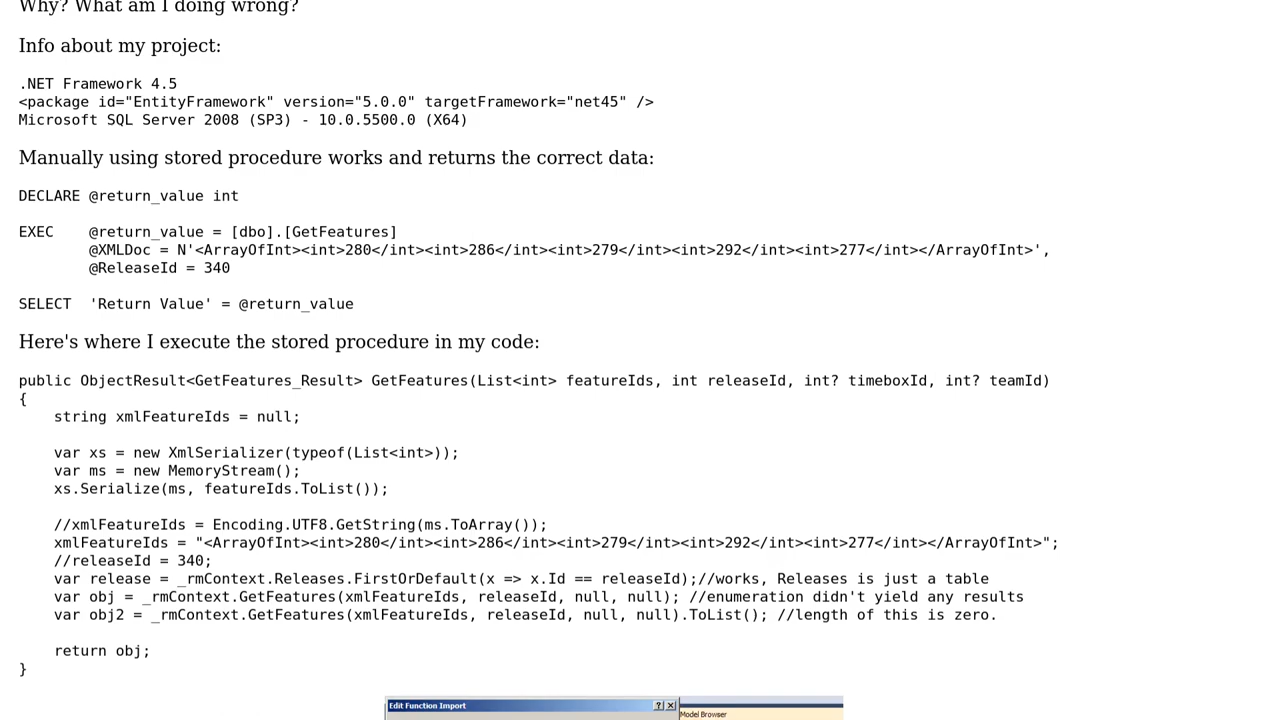 Why? What am I doing wrong?
Info about my project:
.NET Framework 4.5
<package id="EntityFramework" version="5.0.0" targetFramework="net45" />
Microsoft SQL Server 2008 (SP3) - 10.0.5500.0 (X64)
Manually using stored procedure works and returns the correct data:
DECLARE @return_value int
EXEC    @return_value = [dbo].[GetFeatures]
        @XMLDoc = N'<ArrayOfInt><int>280</int><int>286</int><int>279</int><int>292</int><int>277</int></ArrayOfInt>',
        @ReleaseId = 340
SELECT  'Return Value' = @return_value
Here's where I execute the stored procedure in my code:
public ObjectResult<GetFeatures_Result> GetFeatures(List<int> featureIds, int releaseId, int? timeboxId, int? teamId)
{
    string xmlFeatureIds = null;
    var xs = new XmlSerializer(typeof(List<int>));
    var ms = new MemoryStream();
    xs.Serialize(ms, featureIds.ToList());
    //xmlFeatureIds = Encoding.UTF8.GetString(ms.ToArray());
    xmlFeatureIds = "<ArrayOfInt><int>280</int><int>286</int><int>279</int><int>292</int><int>277</int></ArrayOfInt>";
    //releaseId = 340;
    var release = _rmContext.Releases.FirstOrDefault(x => x.Id == releaseId);//works, Releases is just a table
    var obj = _rmContext.GetFeatures(xmlFeatureIds, releaseId, null, null); //enumeration didn't yield any results
    var obj2 = _rmContext.GetFeatures(xmlFeatureIds, releaseId, null, null).ToList(); //length of this is zero.
    return obj;
}
Edit Function Import
Model Browser